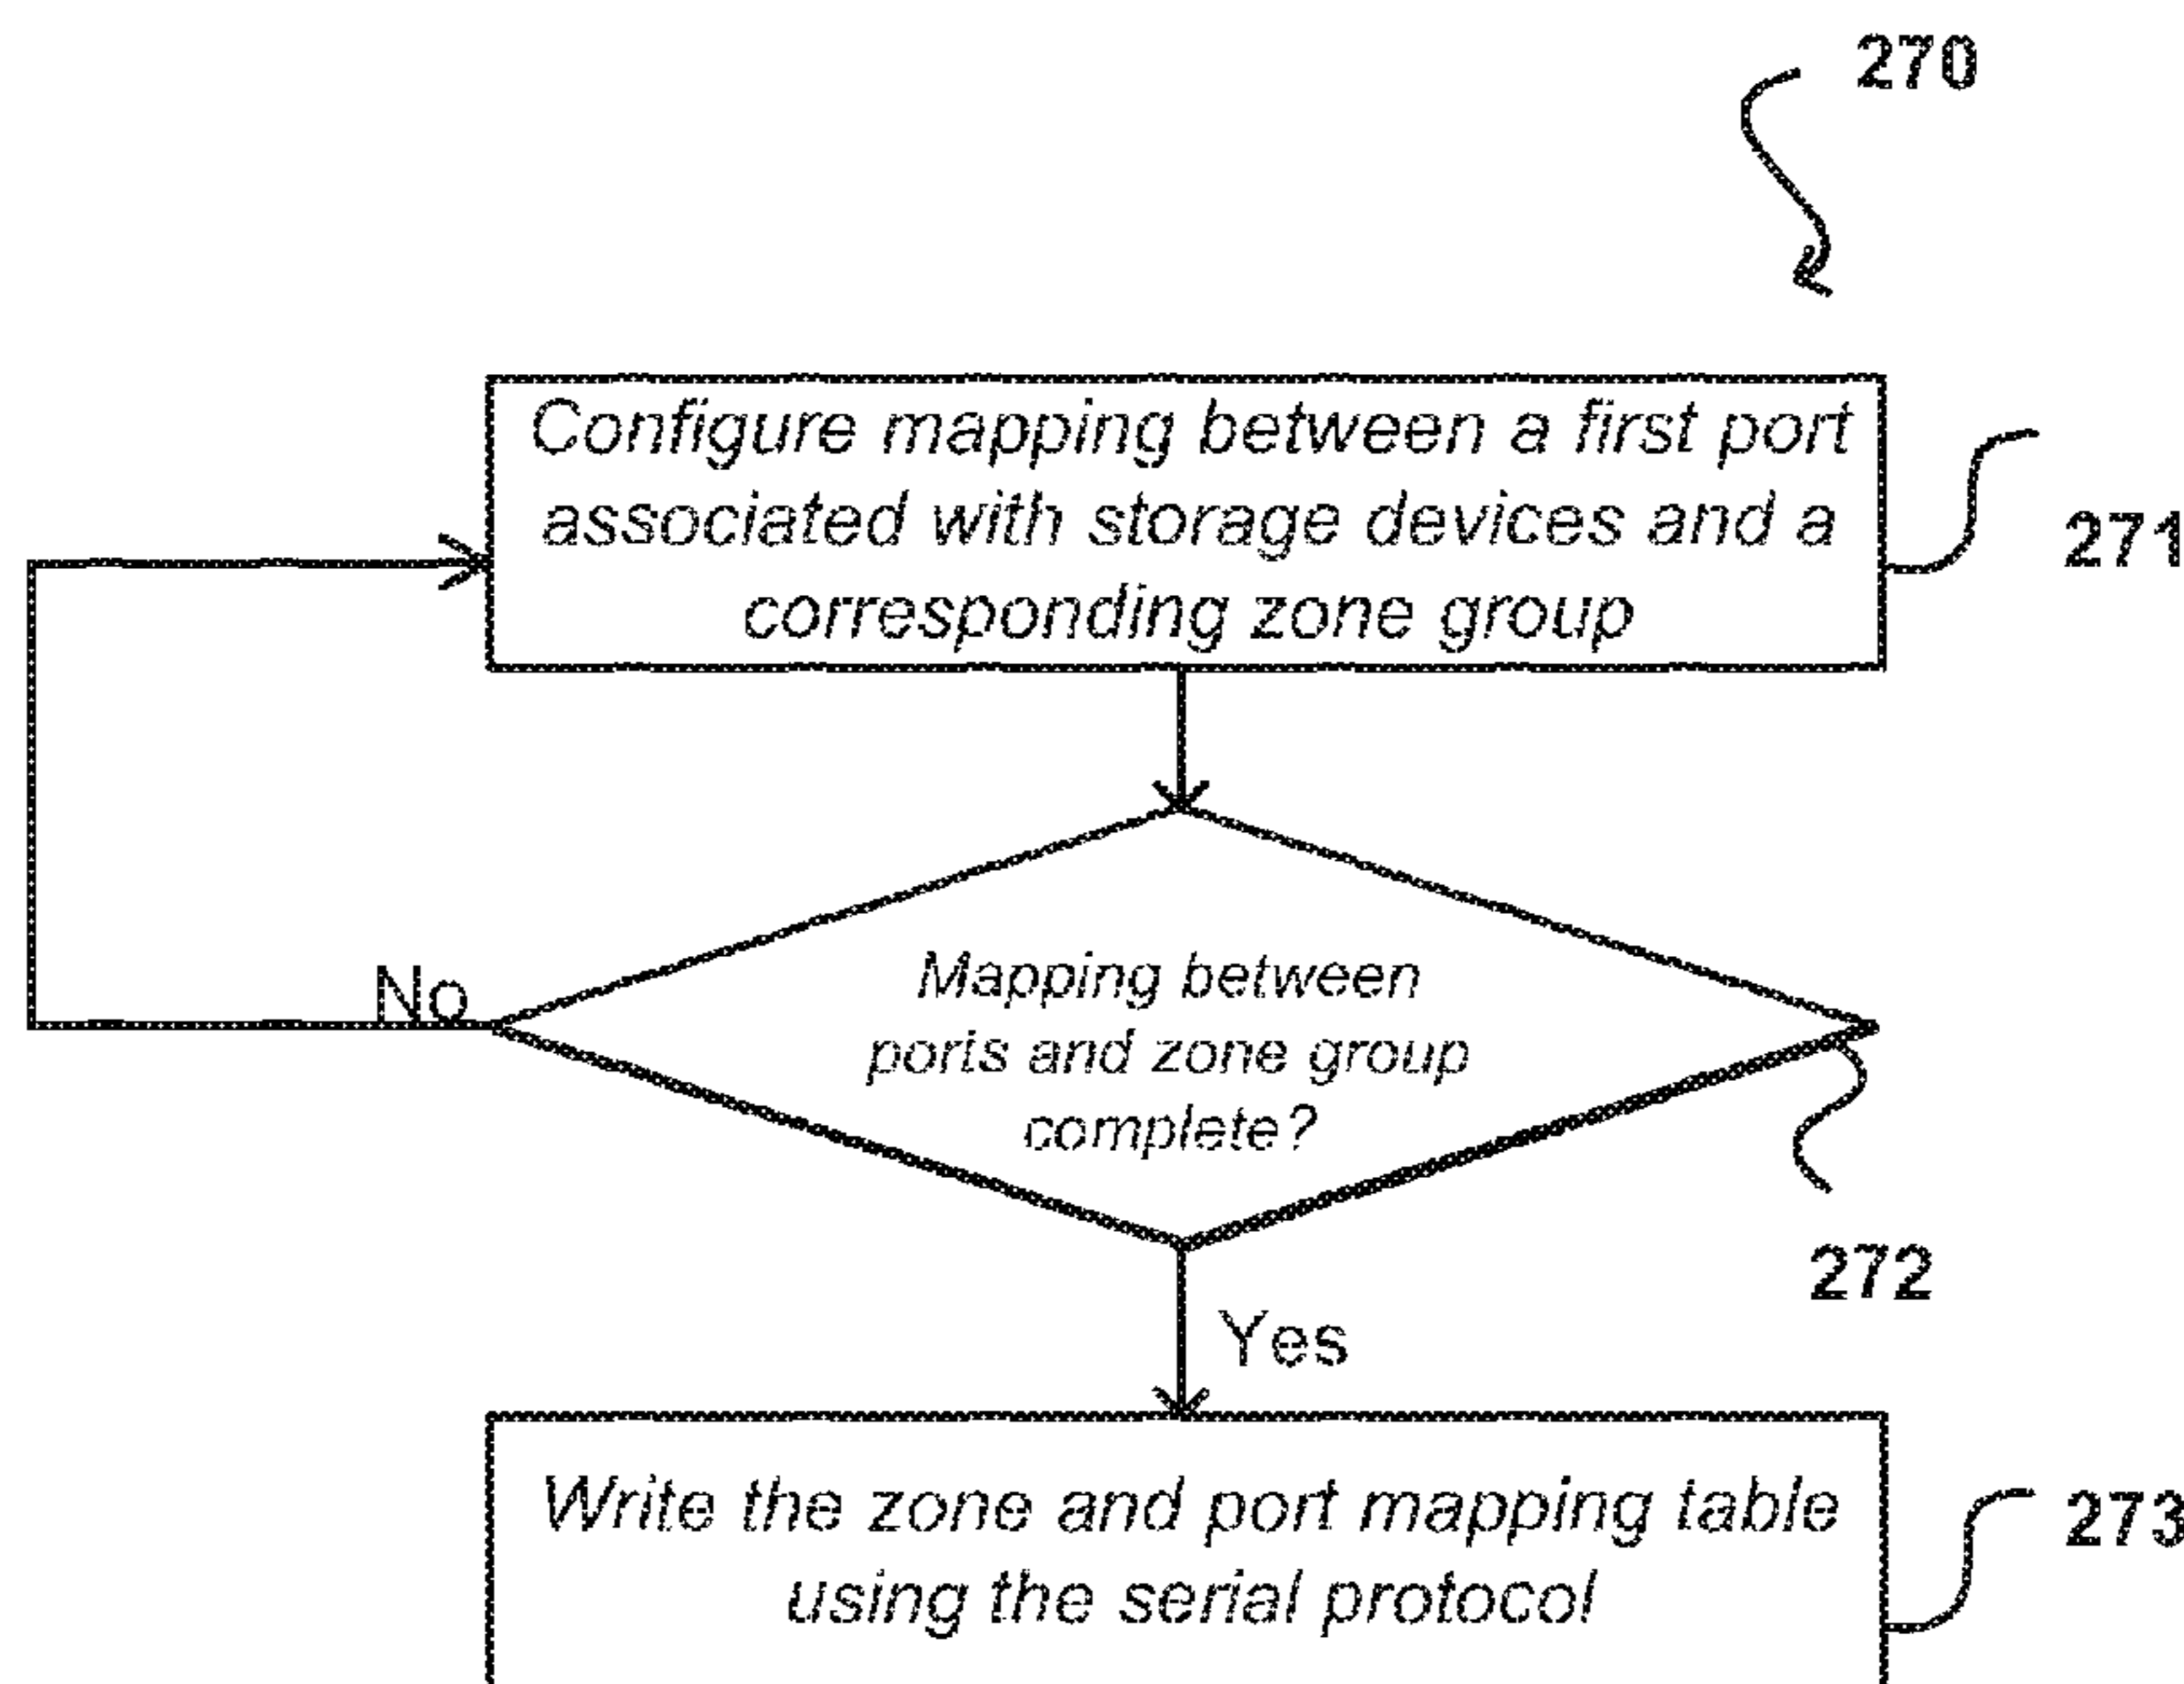 270
Configure mapping between a first port
associated with storage devices and a
corresponding zone group
271
Mapping between
No
ports and zone group
complete?
272
Yes
Write the zone and port mapping table
using the serial protocol
273